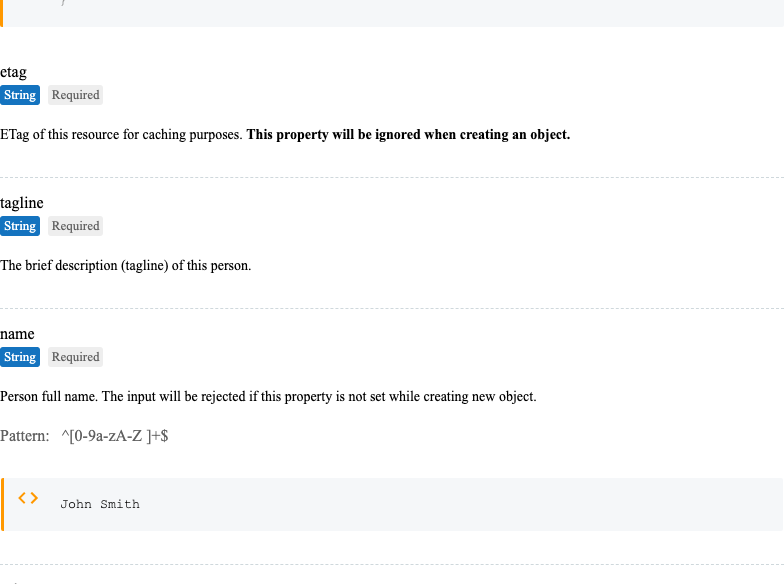 etag
String Required
ETag of this resource for caching purposes. This property will be ignored when creating an object.
tagline
String Required
The brief description (tagline) of this person.
name
String Required
Person full name. The input will be rejected if this property is not set while creating new object.
Pattern: ^[0-9a-zA-Z ]+$
John Smith